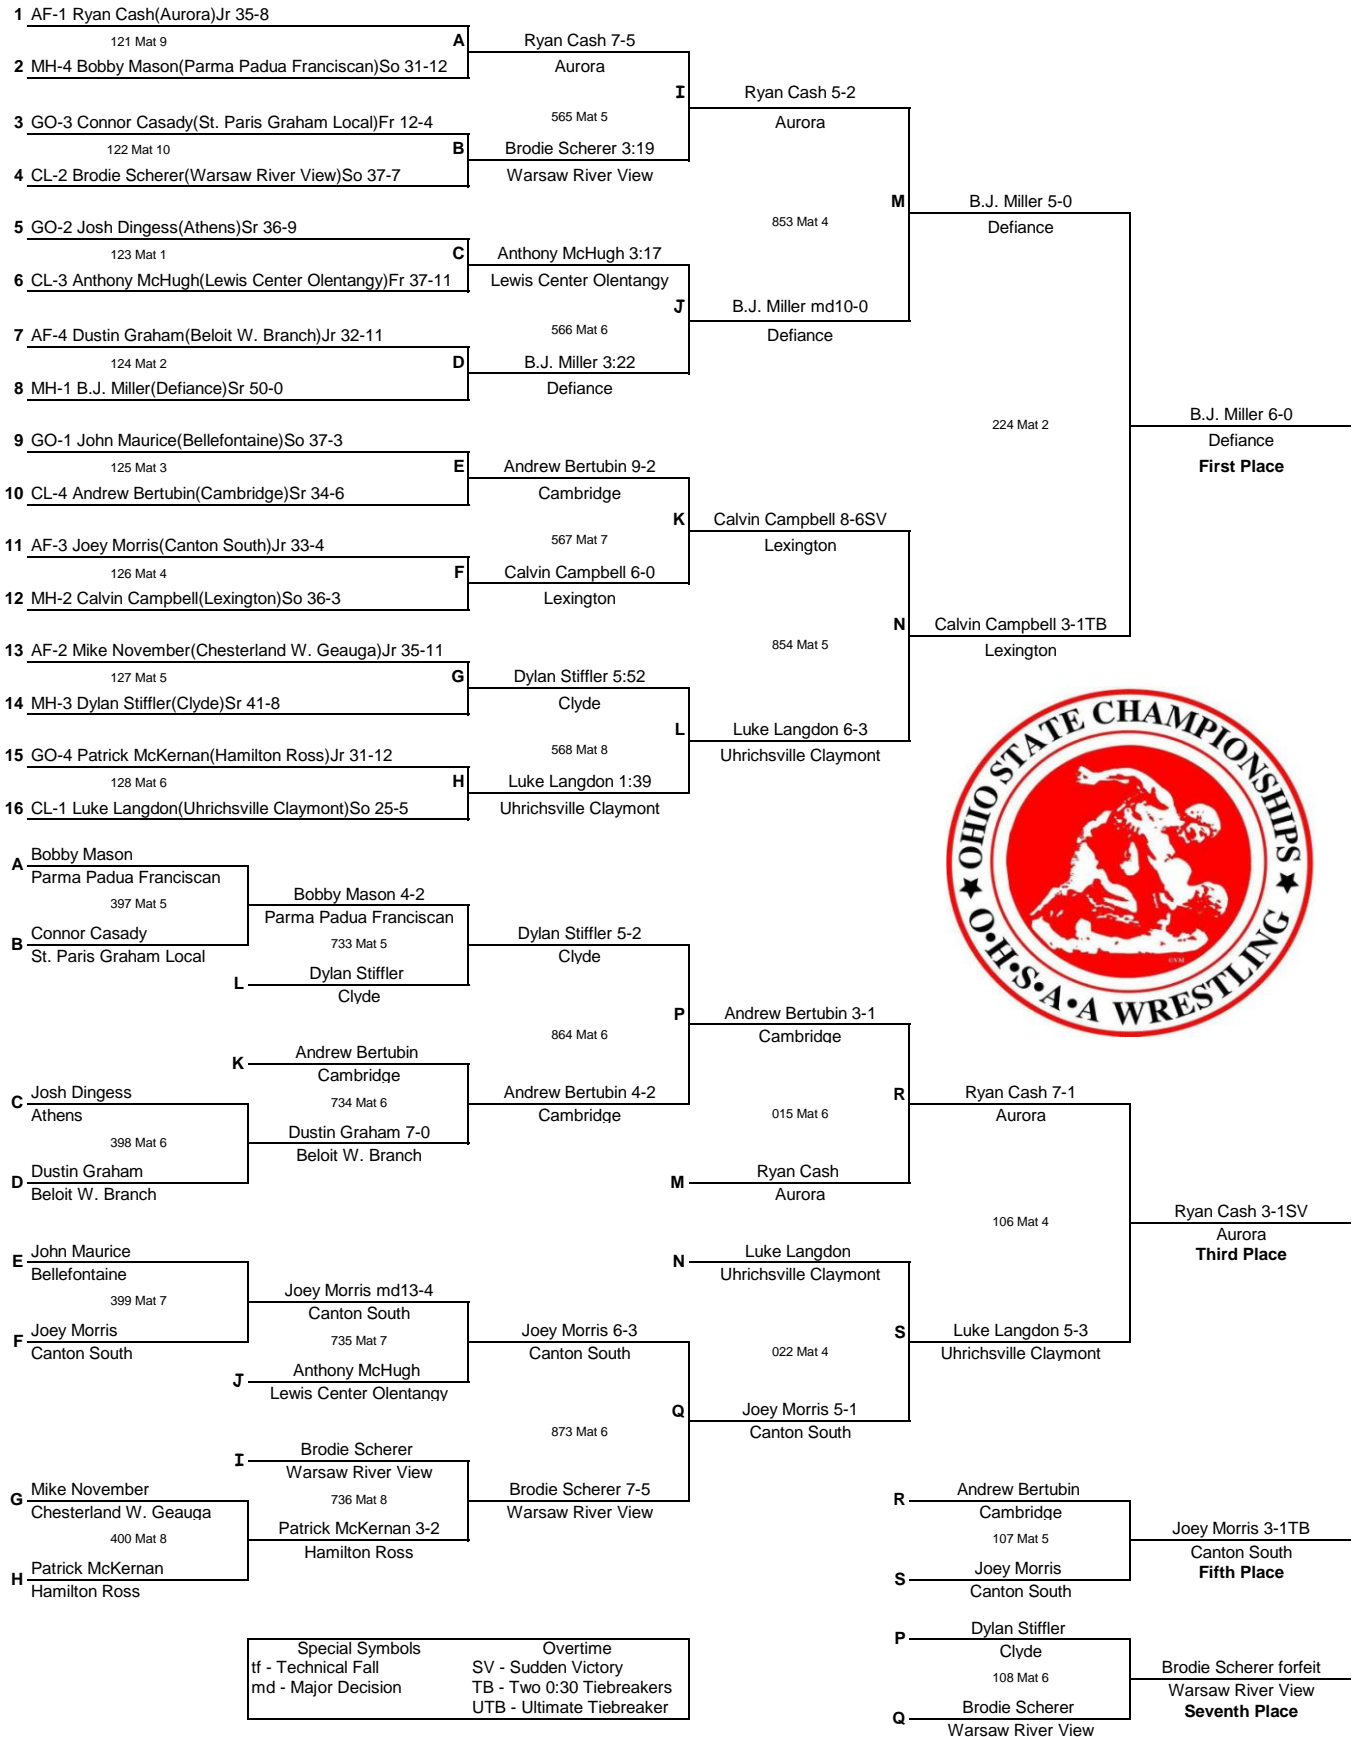 1 AF-1 Ryan Cash(Aurora)Jr 35-8
121 Mat 9
A
2 MH-4 Bobby Mason(Parma Padua Franciscan)So 31-12
Ryan Cash 7-5
Aurora
3 GO-3 Connor Casady(St. Paris Graham Local)Fr 12-4
122 Mat 10
B
4 CL-2 Brodie Scherer(Warsaw River View)So 37-7
565 Mat 5
I
Brodie Scherer 3:19
Warsaw River View
Ryan Cash 5-2
Aurora
5 GO-2 Josh Dingess(Athens)Sr 36-9
123 Mat 1
C
6 CL-3 Anthony McHugh(Lewis Center Olentangy)Fr 37-11
Anthony McHugh 3:17
Lewis Center Olentangy
853 Mat 4
M
B.J. Miller 5-0
Defiance
7 AF-4 Dustin Graham(Beloit W. Branch)Jr 32-11
124 Mat 2
D
8 MH-1 B.J. Miller(Defiance)Sr 50-0
566 Mat 6
J
B.J. Miller 3:22
Defiance
B.J. Miller md10-0
Defiance
9 GO-1 John Maurice(Bellefontaine)So 37-3
125 Mat 3
E
10 CL-4 Andrew Bertubin(Cambridge)Sr 34-6
Andrew Bertubin 9-2
Cambridge
224 Mat 2
B.J. Miller 6-0
Defiance
First Place
11 AF-3 Joey Morris(Canton South)Jr 33-4
126 Mat 4
F
12 MH-2 Calvin Campbell(Lexington)So 36-3
567 Mat 7
K
Calvin Campbell 6-0
Lexington
Calvin Campbell 8-6SV
Lexington
13 AF-2 Mike November(Chesterland W. Geauga)Jr 35-11
127 Mat 5
G
14 MH-3 Dylan Stiffler(Clyde)Sr 41-8
Dylan Stiffler 5:52
Clyde
854 Mat 5
N
Calvin Campbell 3-1TB
Lexington
15 GO-4 Patrick McKernan(Hamilton Ross)Jr 31-12
128 Mat 6
H
16 CL-1 Luke Langdon(Uhrichsville Claymont)So 25-5
568 Mat 8
L
Luke Langdon 1:39
Uhrichsville Claymont
Luke Langdon 6-3
Uhrichsville Claymont
OHIO STATE CHAMPIONSHIPS
★ O•H•S•A•A WRESTLING ★
©VM
A Bobby Mason
Parma Padua Franciscan
397 Mat 5
B Connor Casady
St. Paris Graham Local
Bobby Mason 4-2
Parma Padua Franciscan
733 Mat 5
L Dylan Stiffler
Clyde
Dylan Stiffler 5-2
Clyde
864 Mat 6
P
K Andrew Bertubin
Cambridge
734 Mat 6
Dustin Graham 7-0
Beloit W. Branch
C Josh Dingess
Athens
398 Mat 6
D Dustin Graham
Beloit W. Branch
Andrew Bertubin 4-2
Cambridge
Andrew Bertubin 3-1
Cambridge
015 Mat 6
R
M Ryan Cash
Aurora
Ryan Cash 7-1
Aurora
106 Mat 4
Ryan Cash 3-1SV
Aurora
Third Place
E John Maurice
Bellefontaine
399 Mat 7
F Joey Morris
Canton South
Joey Morris md13-4
Canton South
735 Mat 7
J Anthony McHugh
Lewis Center Olentangy
Joey Morris 6-3
Canton South
873 Mat 6
Q
N Luke Langdon
Uhrichsville Claymont
022 Mat 4
S
Joey Morris 5-1
Canton South
Luke Langdon 5-3
Uhrichsville Claymont
I Brodie Scherer
Warsaw River View
736 Mat 8
Patrick McKernan 3-2
Hamilton Ross
Brodie Scherer 7-5
Warsaw River View
G Mike November
Chesterland W. Geauga
400 Mat 8
H Patrick McKernan
Hamilton Ross
R Andrew Bertubin
Cambridge
107 Mat 5
S Joey Morris
Canton South
Joey Morris 3-1TB
Canton South
Fifth Place
P Dylan Stiffler
Clyde
108 Mat 6
Q Brodie Scherer
Warsaw River View
Brodie Scherer forfeit
Warsaw River View
Seventh Place
Special Symbols Overtime
tf - Technical Fall SV - Sudden Victory
md - Major Decision TB - Two 0:30 Tiebreakers
UTB - Ultimate Tiebreaker